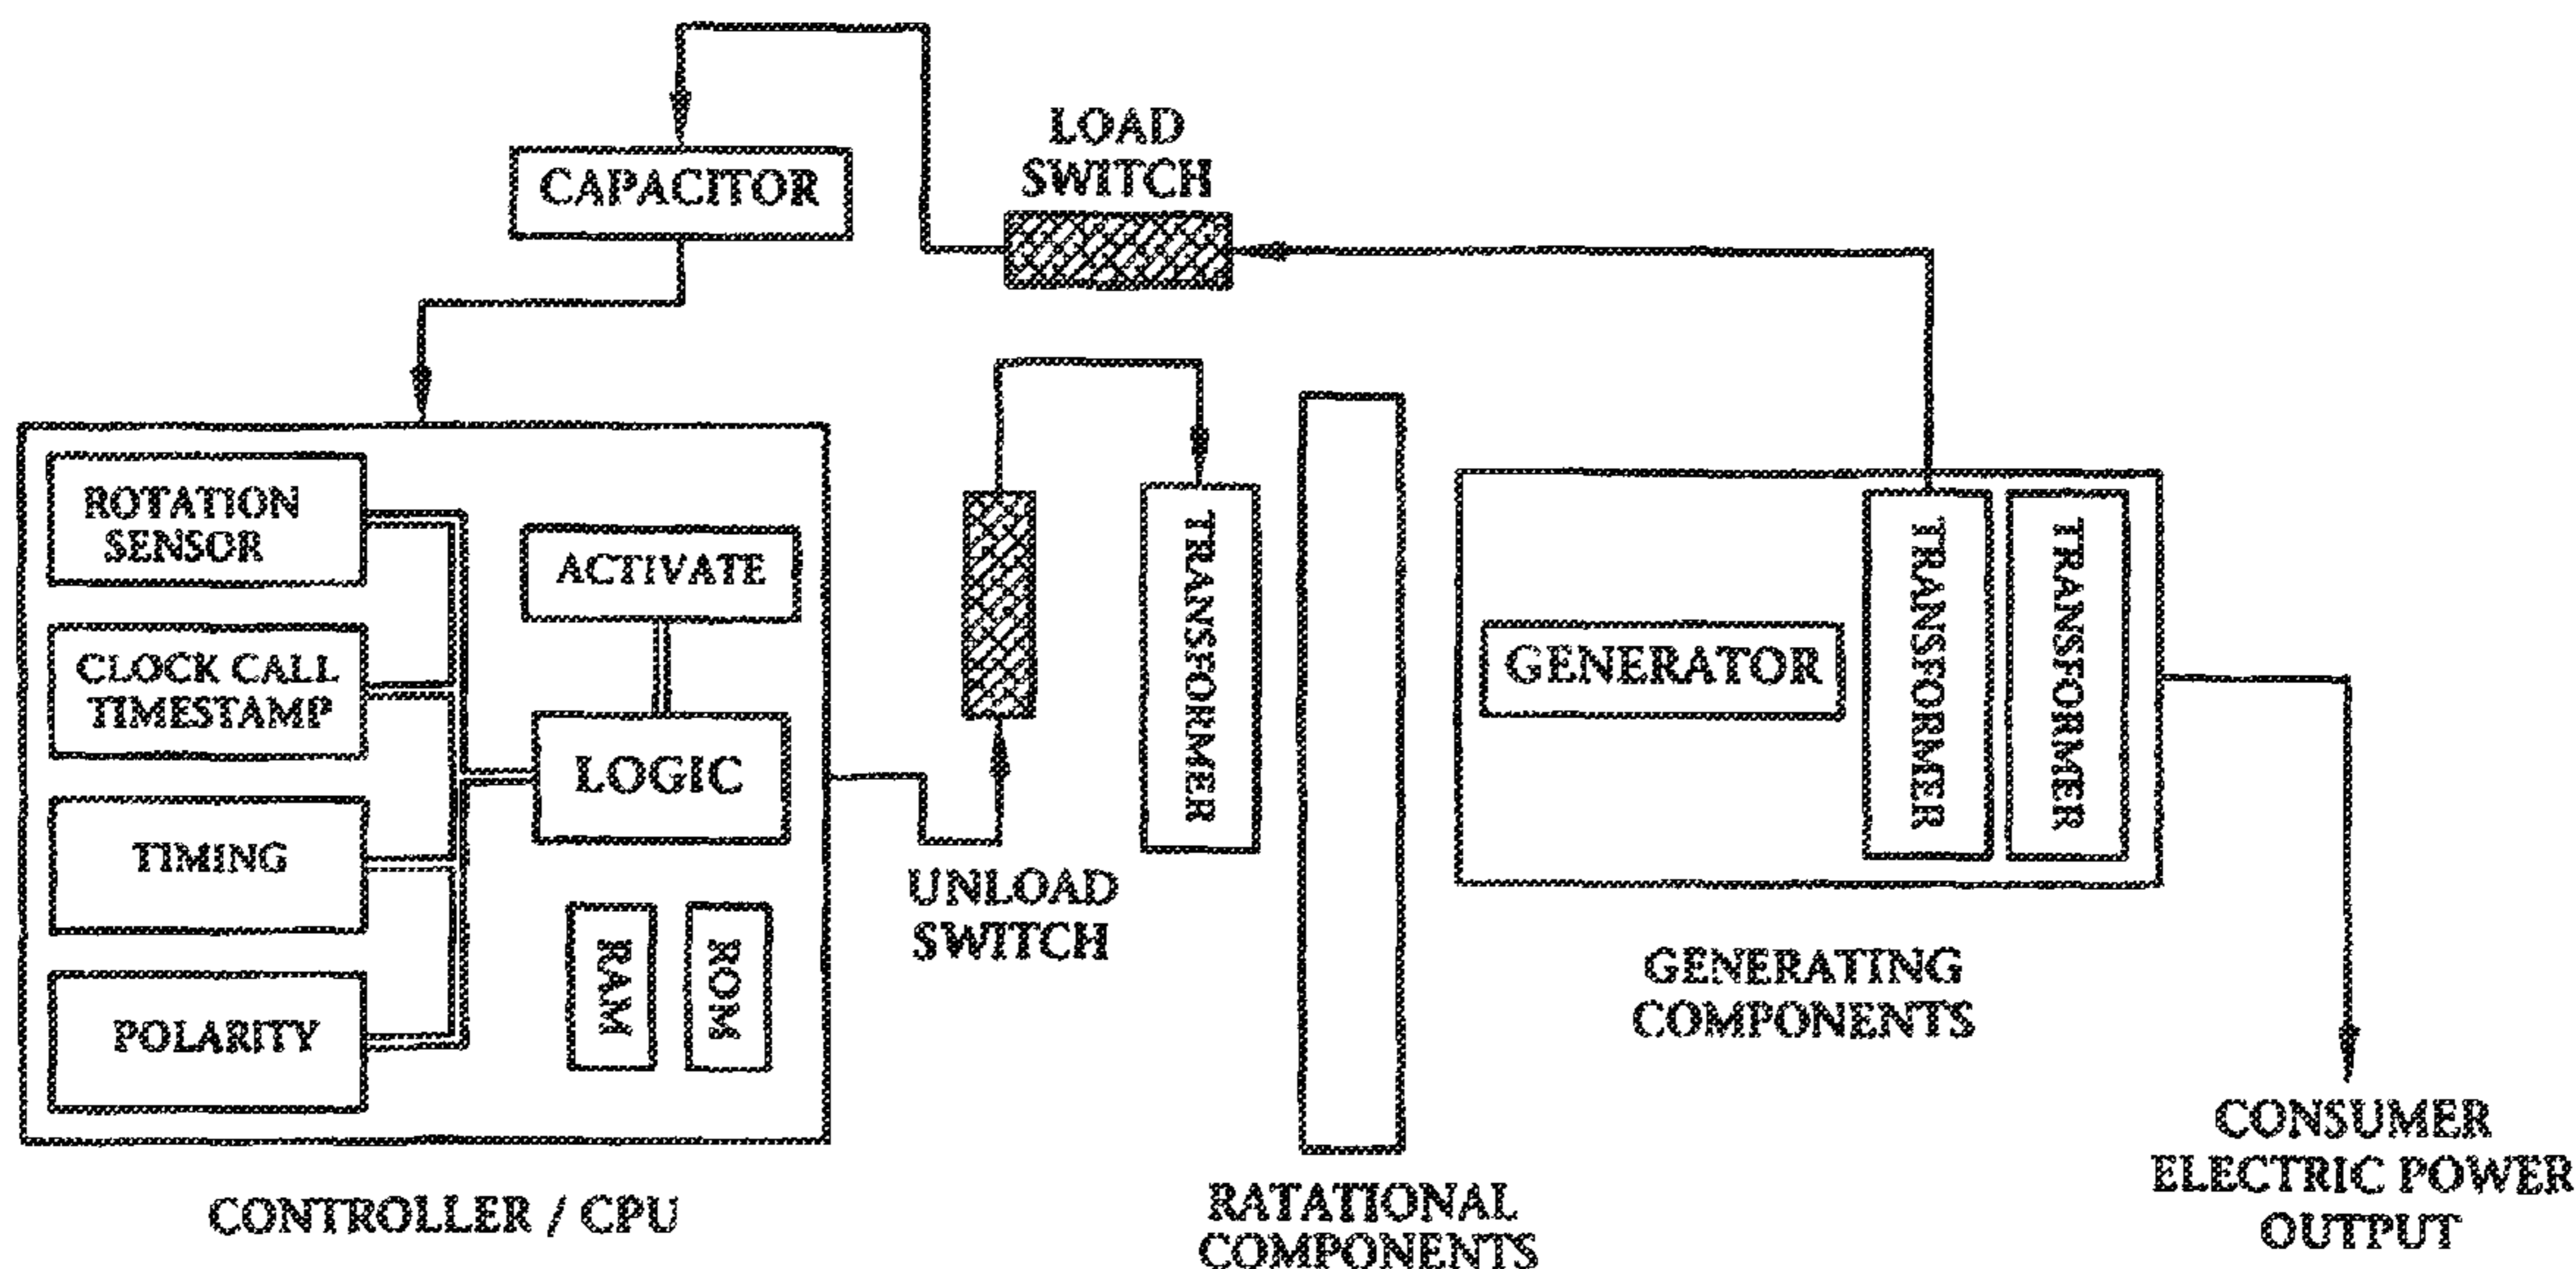 LOAD
SWITCH
CAPACITOR
ROTATION
SENSOR
ACTIVATE
CLOCK CALL
TIMESTAMP
LOGIC
TIMING
POLARITY
RAM
ROM
CONTROLLER / CPU
UNLOAD
SWITCH
TRANSFORMER
RATATIONAL
COMPONENTS
GENERATOR
TRANSFORMER
TRANSFORMER
GENERATING
COMPONENTS
CONSUMER
ELECTRIC POWER
OUTPUT